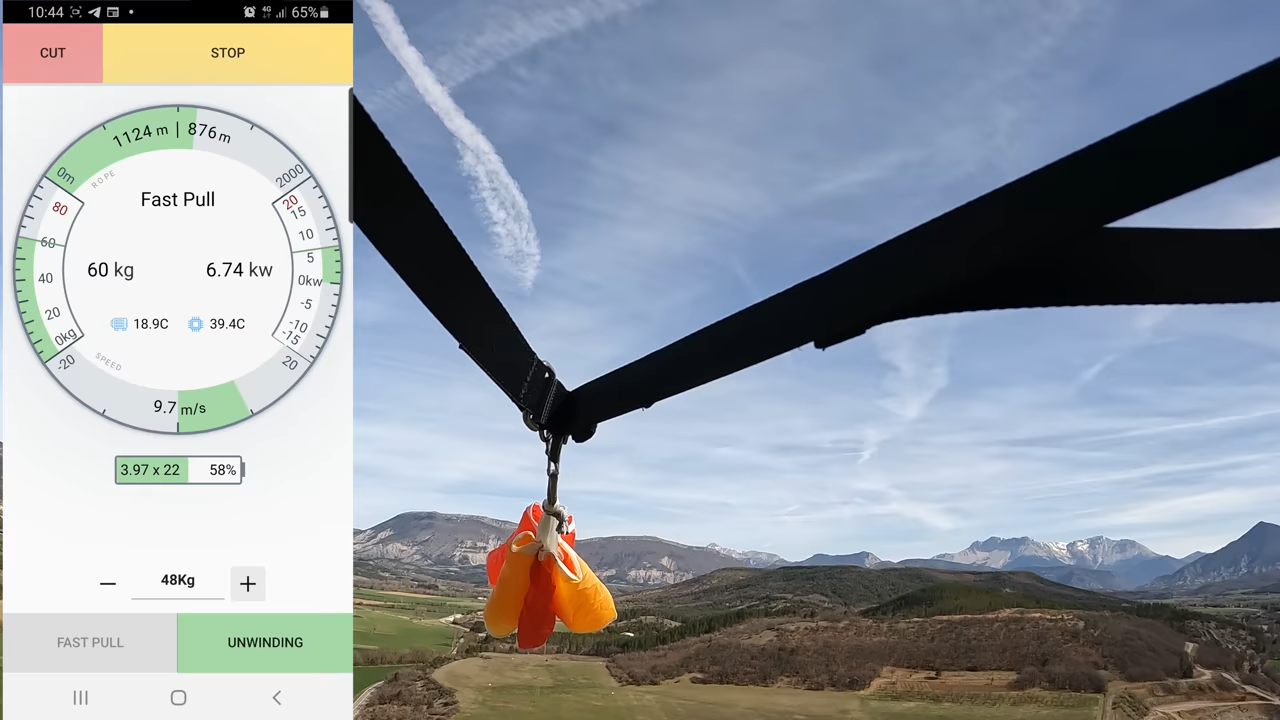 10:44 4G 65%
CUT STOP
1124 m | 876m
0m ROPE 2000
Fast Pull
80 60 40 20 0kg
20 15 10 5 0kw -5 -10 -15
60 kg 6.74 kw
18.9C 39.4C
-20 SPEED 20
9.7 m/s
3.97 x 22 58%
− 48Kg +
FAST PULL UNWINDING